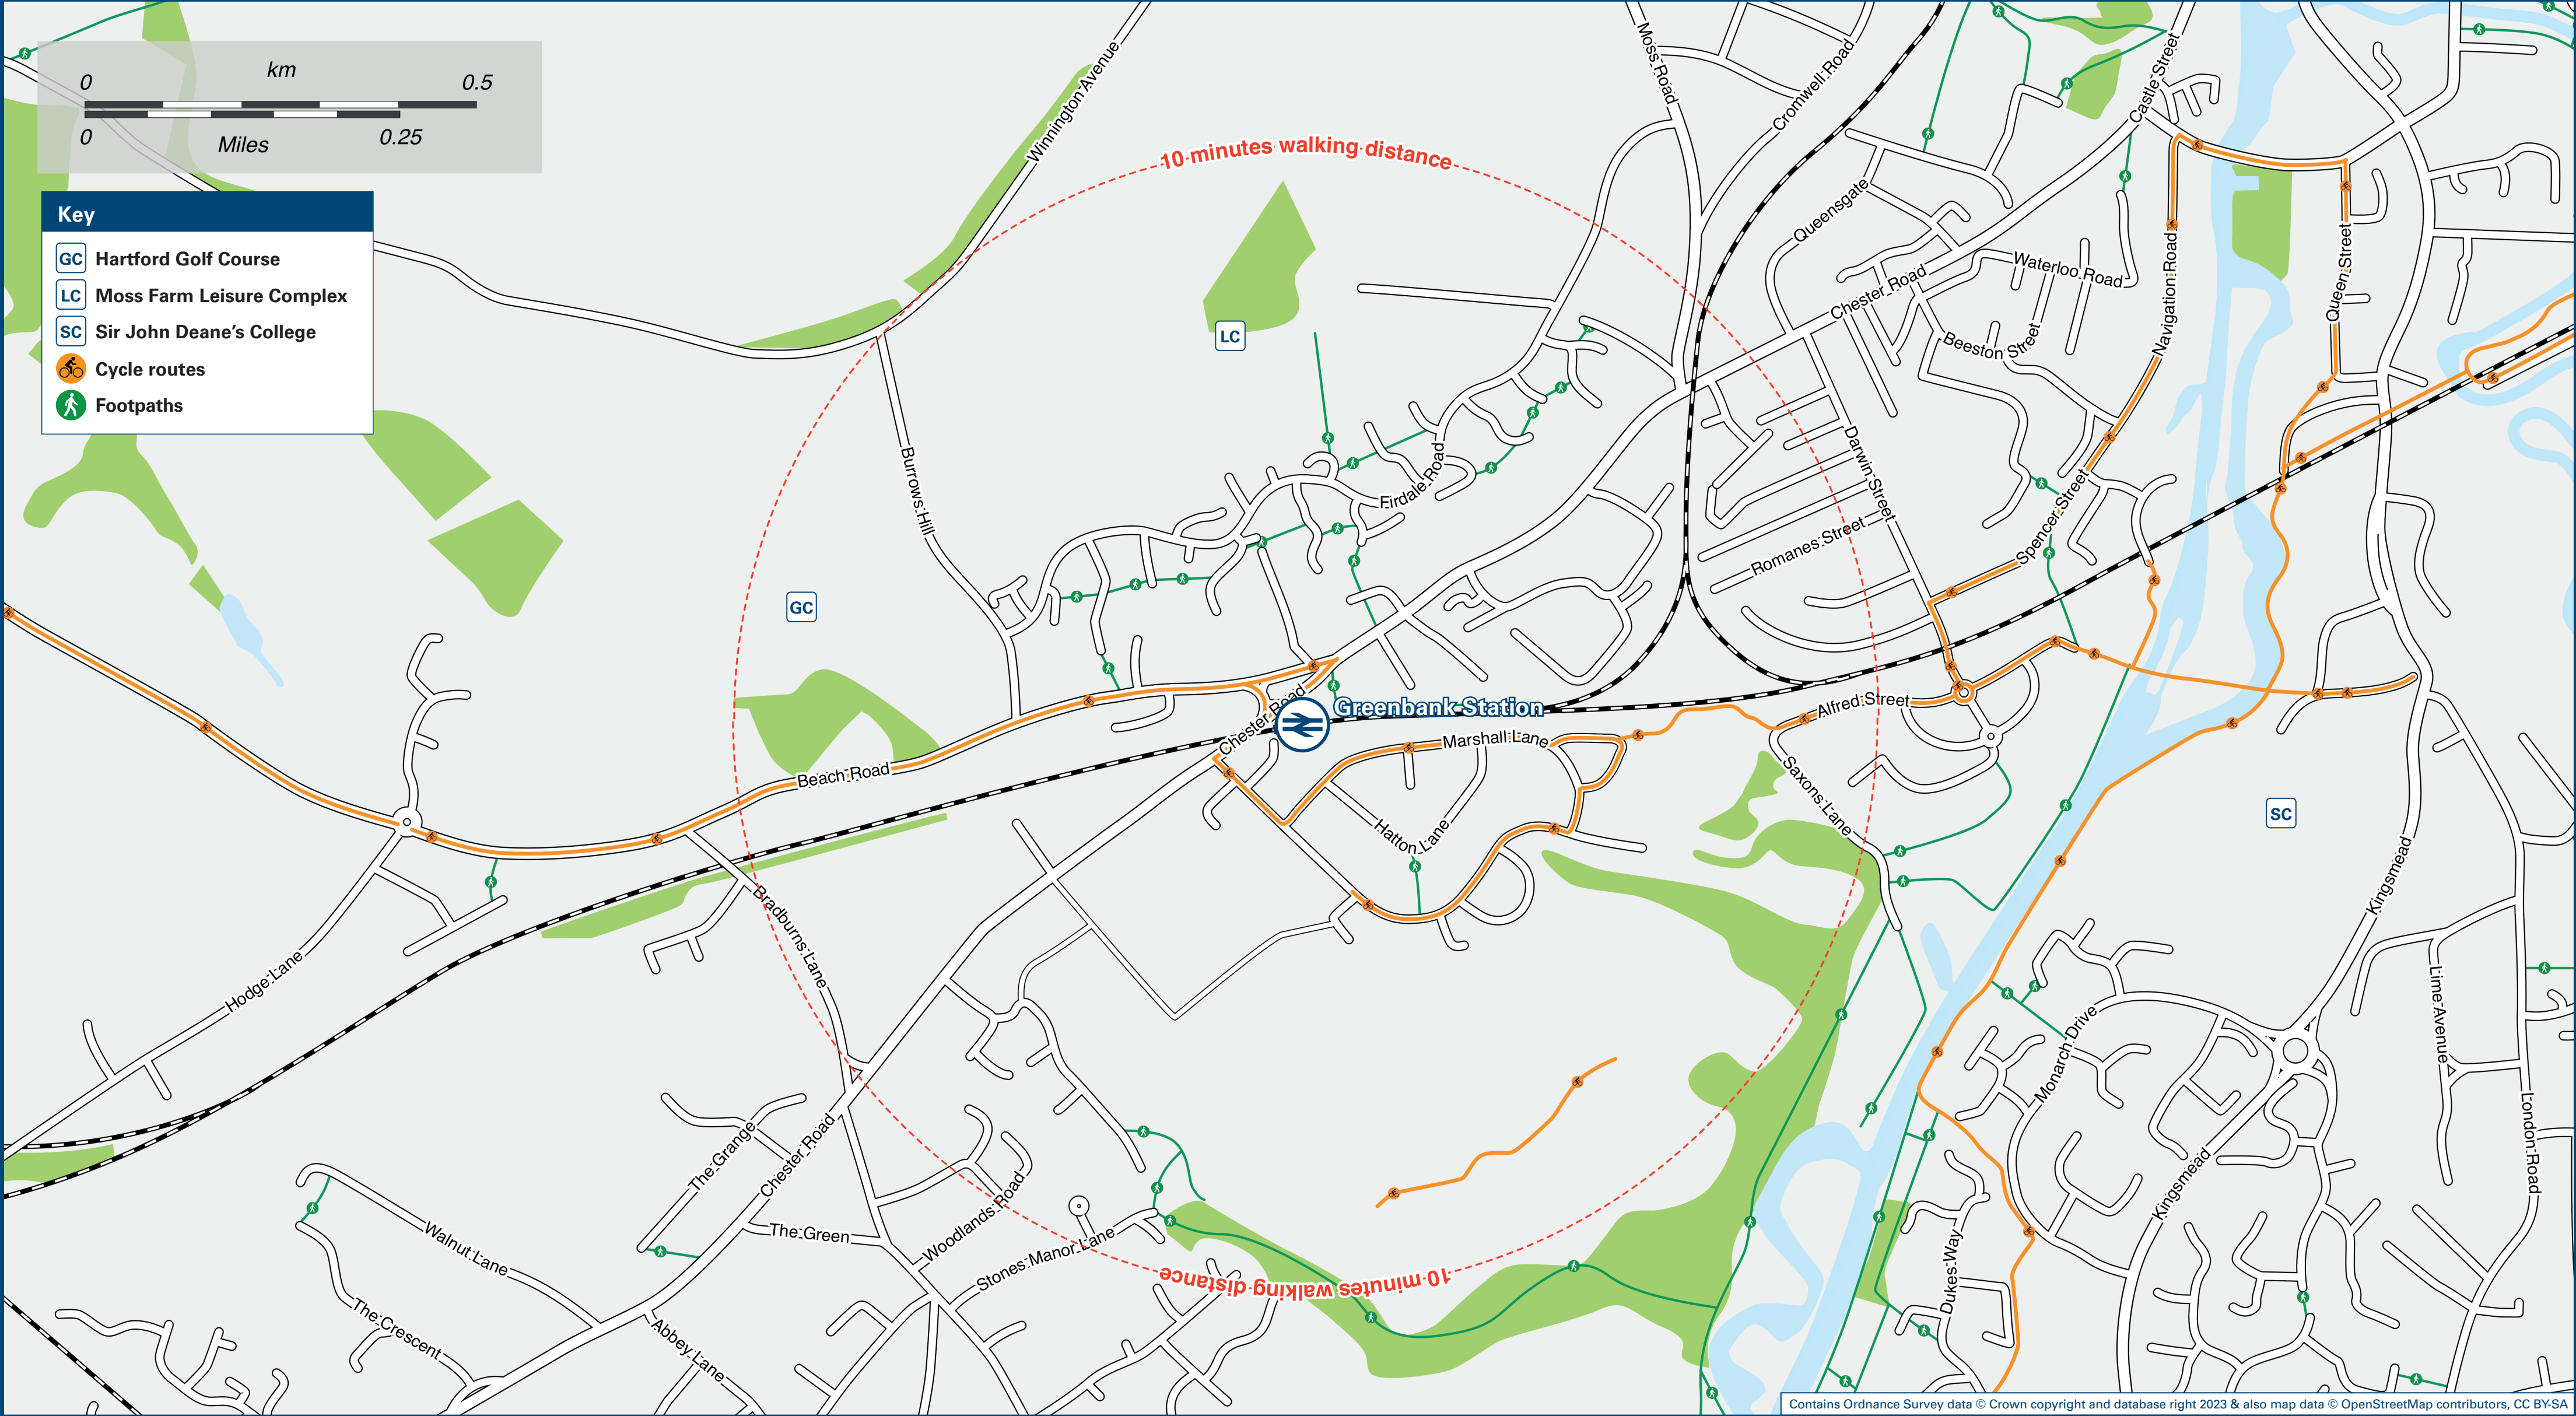 km
0
0.5
0
Miles
0.25
Key
GC Hartford Golf Course
LC Moss Farm Leisure Complex
SC Sir John Deane's College
Cycle routes
Footpaths
10 minutes walking distance
Winnington Avenue
Moss Road
Cromwell Road
Castle Street
Queensgate
Waterloo Road
Chester Road
Navigation Road
Queen Street
Beeston Street
LC
Burrows Hill
Firdale Road
Darwin Street
Romanes Street
Spencer Street
GC
Chester Road
Greenbank Station
Marshall Lane
Alfred Street
Beach Road
Hatton Lane
Saxons Lane
SC
Kingsmead
Bradburns Lane
Hodge Lane
Lime Avenue
Monarch Drive
London Road
The Grange
Chester Road
Kingsmead
Walnut Lane
The Green
Woodlands Road
Stones Manor Lane
Dukes Way
10 minutes walking distance
The Crescent
Abbey Lane
Contains Ordnance Survey data © Crown copyright and database right 2023 & also map data © OpenStreetMap contributors, CC BY-SA